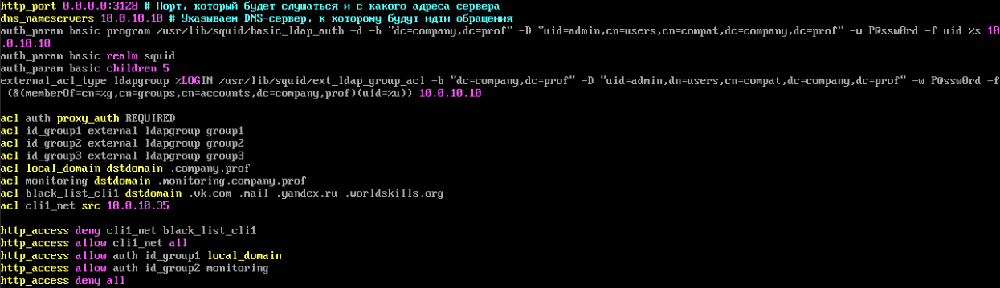 http_port 0.0.0.0:3128 # Порт, который будет слушаться и с какого адреса сервера
dns_nameservers 10.0.10.10 # Указываем DNS-сервер, к которому будут идти обращения
auth_param basic program /usr/lib/squid/basic_ldap_auth -d -b "dc=company,dc=prof" -D "uid=admin,cn=users,cn=compat,dc=company,dc=prof" -w P@ssw0rd -f uid %s 10
.0.10.10
auth_param basic realm squid
auth_param basic children 5
external_acl_type ldapgroup %LOGIN /usr/lib/squid/ext_ldap_group_acl -b "dc=company,dc=prof" -D "uid=admin,dn=users,cn=compat,dc=company,dc=prof" -w P@ssw0rd -f
(&(memberOf=cn=%g,cn=groups,cn=accounts,dc=company,prof)(uid=%u)) 10.0.10.10
acl auth proxy_auth REQUIRED
acl id_group1 external ldapgroup group1
acl id_group2 external ldapgroup group2
acl id_group3 external ldapgroup group3
acl local_domain dstdomain .company.prof
acl monitoring dstdomain .monitoring.company.prof
acl black_list_cli1 dstdomain .vk.com .mail .yandex.ru .worldskills.org
acl cli1_net src 10.0.10.35
http_access deny cli1_net black_list_cli1
http_access allow cli1_net all
http_access allow auth id_group1 local_domain
http_access allow auth id_group2 monitoring
http_access deny all